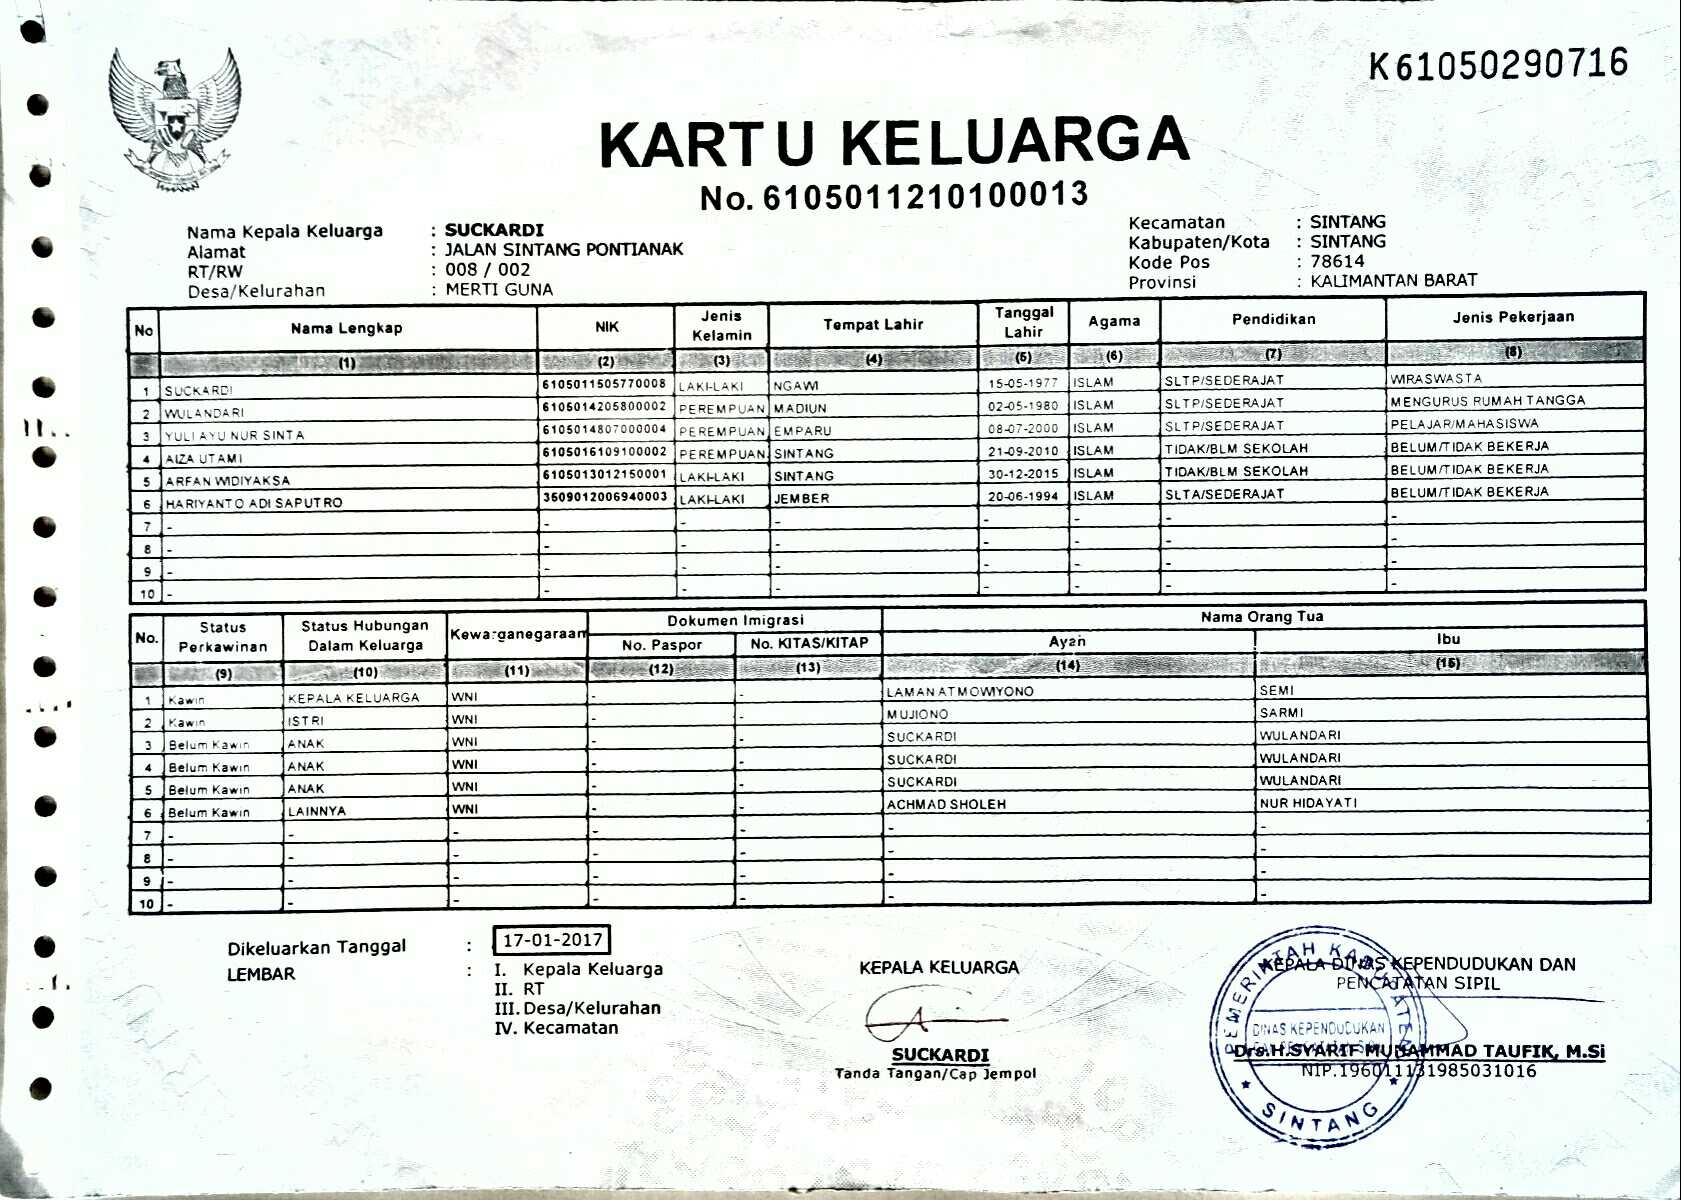 K61050290716
KARTU KELUARGA
No. 6105011210100013
Nama Kepala Keluarga : SUCKARDI
Alamat : JALAN SINTANG PONTIANAK
RT/RW : 008 / 002
Desa/Kelurahan : MERTI GUNA
Kecamatan : SINTANG
Kabupaten/Kota : SINTANG
Kode Pos : 78614
Provinsi : KALIMANTAN BARAT
No Nama Lengkap NIK Jenis Kelamin Tempat Lahir Tanggal Lahir Agama Pendidikan Jenis Pekerjaan
(1) (2) (3) (4) (5) (6) (7) (8)
1 SUCKARDI 6105011505770008 LAKI-LAKI NGAWI 15-05-1977 ISLAM SLTP/SEDERAJAT WIRASWASTA
2 WULANDARI 6105014205800002 PEREMPUAN MADIUN 02-05-1980 ISLAM SLTP/SEDERAJAT MENGURUS RUMAH TANGGA
3 YULI AYU NUR SINTA 6105014807000004 PEREMPUAN EMPARU 08-07-2000 ISLAM SLTP/SEDERAJAT PELAJAR/MAHASISWA
4 AIZA UTAMI 6105016109100002 PEREMPUAN SINTANG 21-09-2010 ISLAM TIDAK/BLM SEKOLAH BELUM/TIDAK BEKERJA
5 ARFAN WIDIYAKSA 6105013012150001 LAKI-LAKI SINTANG 30-12-2015 ISLAM TIDAK/BLM SEKOLAH BELUM/TIDAK BEKERJA
6 HARIYANTO ADI SAPUTRO 3509012006940003 LAKI-LAKI JEMBER 20-06-1994 ISLAM SLTA/SEDERAJAT BELUM/TIDAK BEKERJA
7 - - - - - - - -
8 - - - - - - - -
9 - - - - - - - -
10 - - - - - - - -
No. Status Perkawinan Status Hubungan Dalam Keluarga Kewarganegaraan Dokumen Imigrasi Nama Orang Tua
No. Paspor No. KITAS/KITAP Ayah Ibu
(9) (10) (11) (12) (13) (14) (15)
1 Kawin KEPALA KELUARGA WNI - - LAMAN ATMOWIYONO SEMI
2 Kawin ISTRI WNI - - MUJIONO SARMI
3 Belum Kawin ANAK WNI - - SUCKARDI WULANDARI
4 Belum Kawin ANAK WNI - - SUCKARDI WULANDARI
5 Belum Kawin ANAK WNI - - SUCKARDI WULANDARI
6 Belum Kawin LAINNYA WNI - - ACHMAD SHOLEH NUR HIDAYATI
7 - - - - - - -
8 - - - - - - -
9 - - - - - - -
10 - - - - - - -
Dikeluarkan Tanggal : 17-01-2017
LEMBAR : I. Kepala Keluarga
II. RT
III. Desa/Kelurahan
IV. Kecamatan
KEPALA KELUARGA
SUCKARDI
Tanda Tangan/Cap Jempol
KEPALA DINAS KEPENDUDUKAN DAN
PENCATATAN SIPIL
Drs.H.SYARIF MUHAMMAD TAUFIK, M.Si
NIP.196011131985031016
PEMERINTAH KABUPATEN
DINAS KEPENDUDUKAN
SINTANG